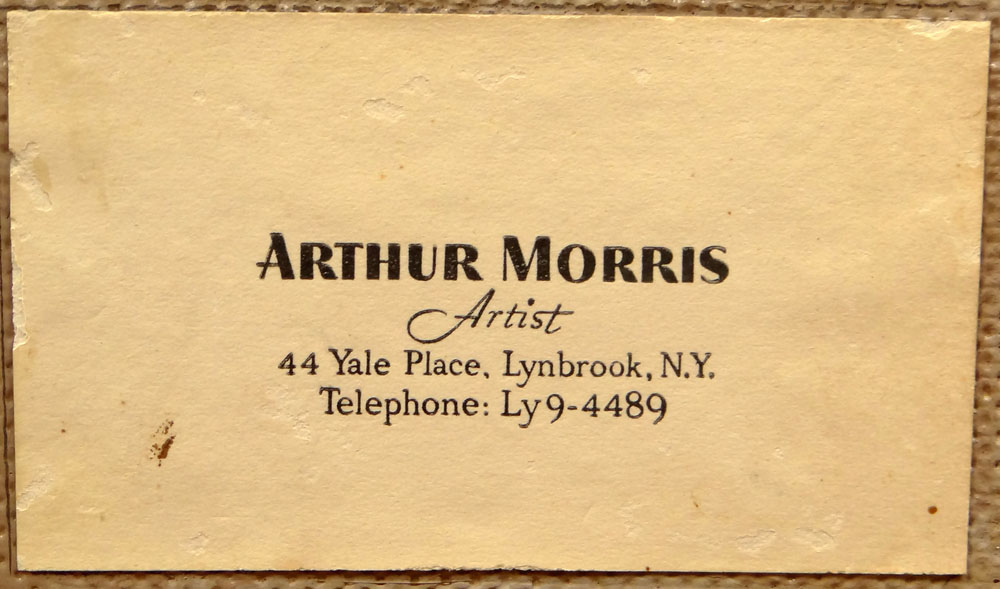 ARTHUR MORRIS
Artist
44 Yale Place, Lynbrook, N.Y.
Telephone: Ly9-4489